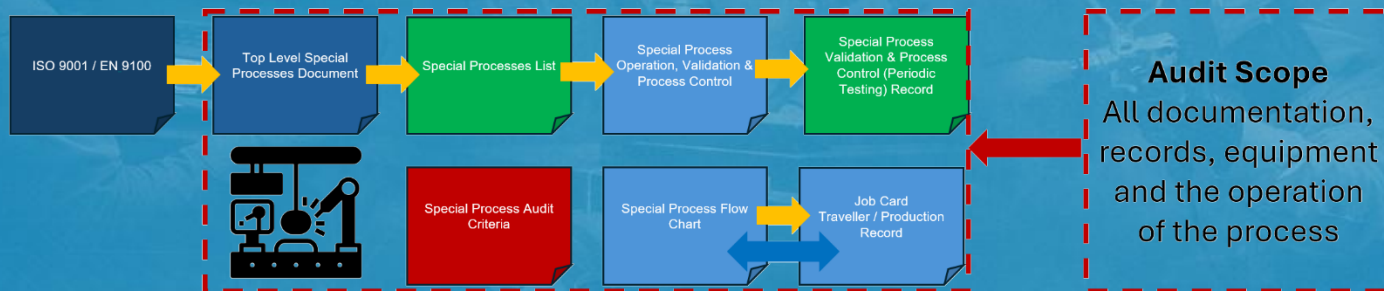 ISO 9001 / EN 9100
Top Level Special
Processes Document
Special Processes List
Special Process
Operation, Validation &
Process Control
Special Process
Validation & Process
Control (Periodic
Testing) Record
Special Process Audit
Criteria
Special Process Flow
Chart
Job Card
Traveller / Production
Record
Audit Scope
All documentation,
records, equipment
and the operation
of the process